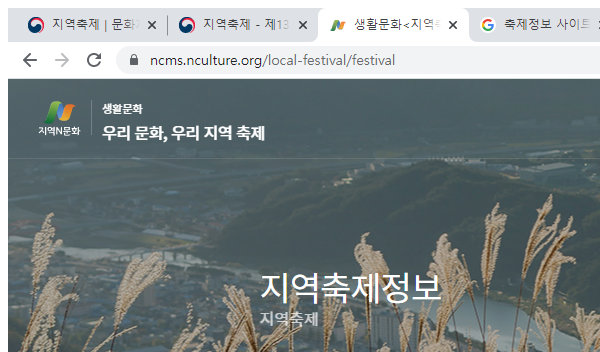 지역축제 | 문화 지역축제 - 제13 생활문화<지역 축제정보 사이트
ncms.nculture.org/local-festival/festival
지역N문화
생활문화
우리 문화, 우리 지역 축제
지역축제정보
지역축제